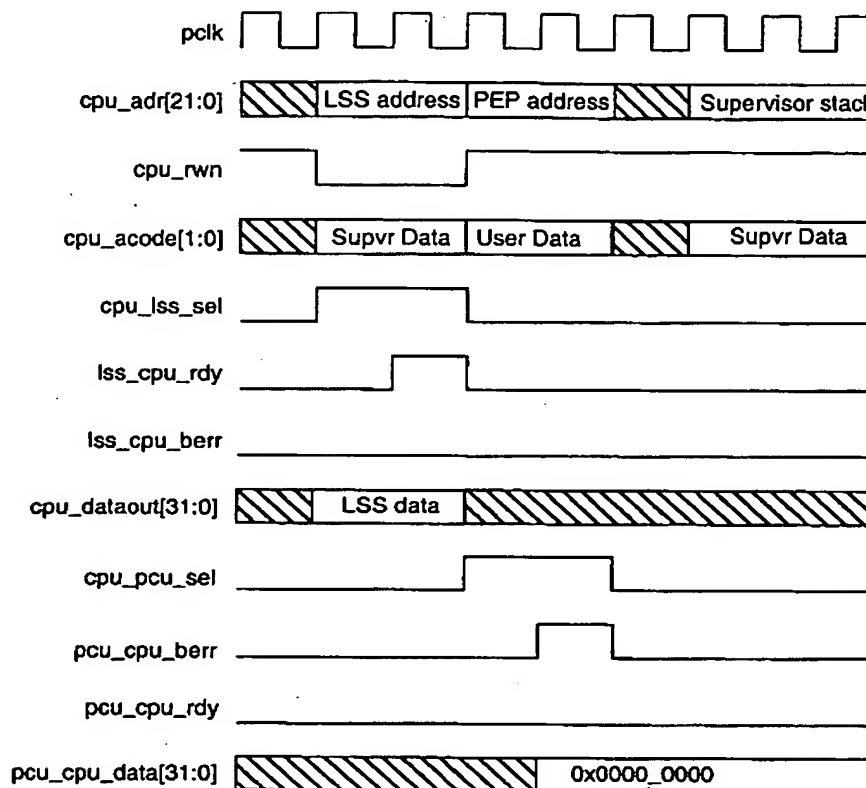 pclk
cpu_adr[21:0] LSS address PEP address Supervisor stack
cpu_rwn
cpu_acode[1:0] Supvr Data User Data Supvr Data
cpu_lss_sel
lss_cpu_rdy
lss_cpu_berr
cpu_dataout[31:0] LSS data
cpu_pcu_sel
pcu_cpu_berr
pcu_cpu_rdy
pcu_cpu_data[31:0] 0x0000_0000